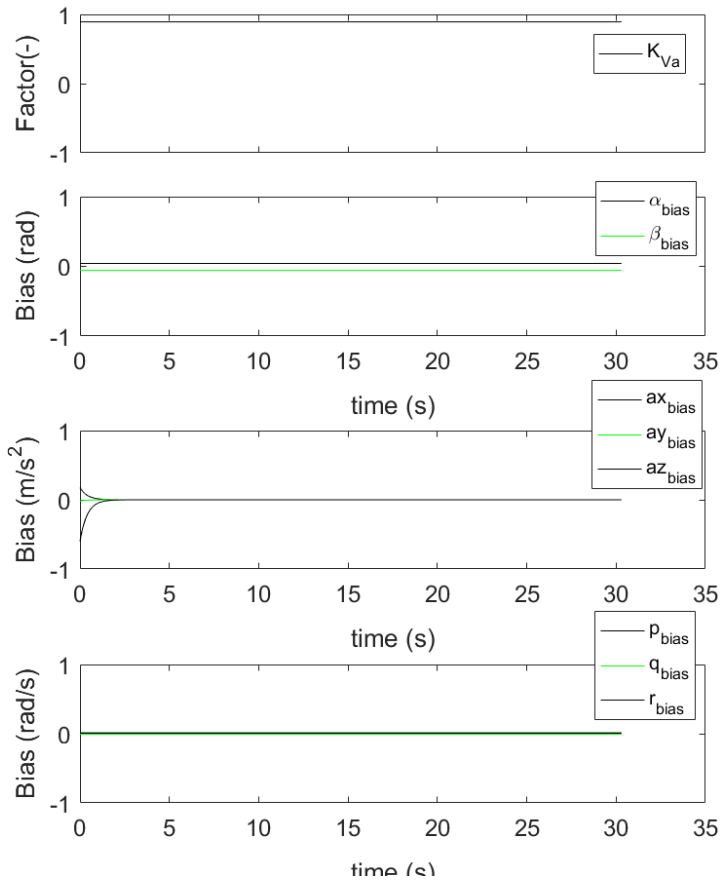 1
0
-1
Factor(-)
K_Va
1
0
-1
Bias (rad)
α_bias
β_bias
0 5 10 15 20 25 30 35
time (s)
1
0
-1
Bias (m/s²)
ax_bias
ay_bias
az_bias
0 5 10 15 20 25 30 35
time (s)
1
0
-1
Bias (rad/s)
p_bias
q_bias
r_bias
0 5 10 15 20 25 30 35
time (s)